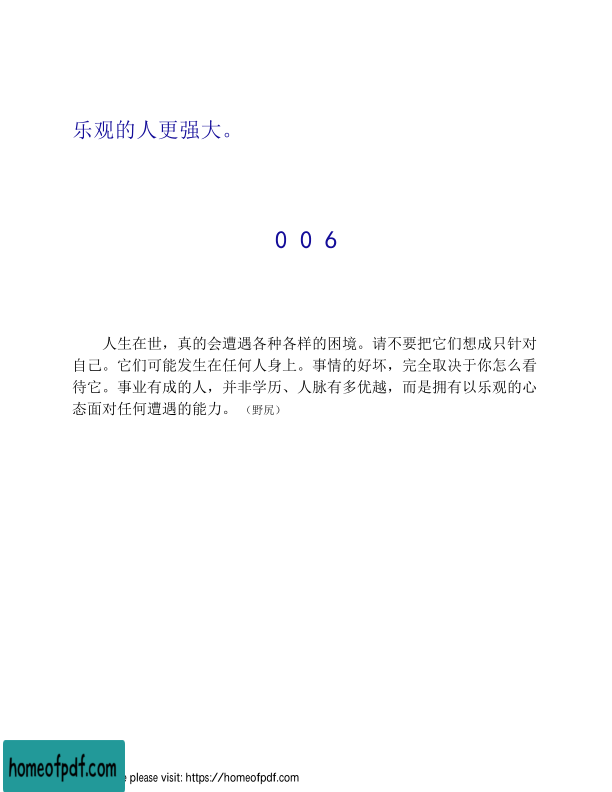 乐观的人更强大。
006
人生在世，真的会遭遇各种各样的困境。请不要把它们想成只针对
自己。它们可能发生在任何人身上。事情的好坏，完全取决于你怎么看
待它。事业有成的人，并非学历、人脉有多优越，而是拥有以乐观的心
态面对任何遭遇的能力。（野尻）
homeofpdf.com
please visit: https://homeofpdf.com